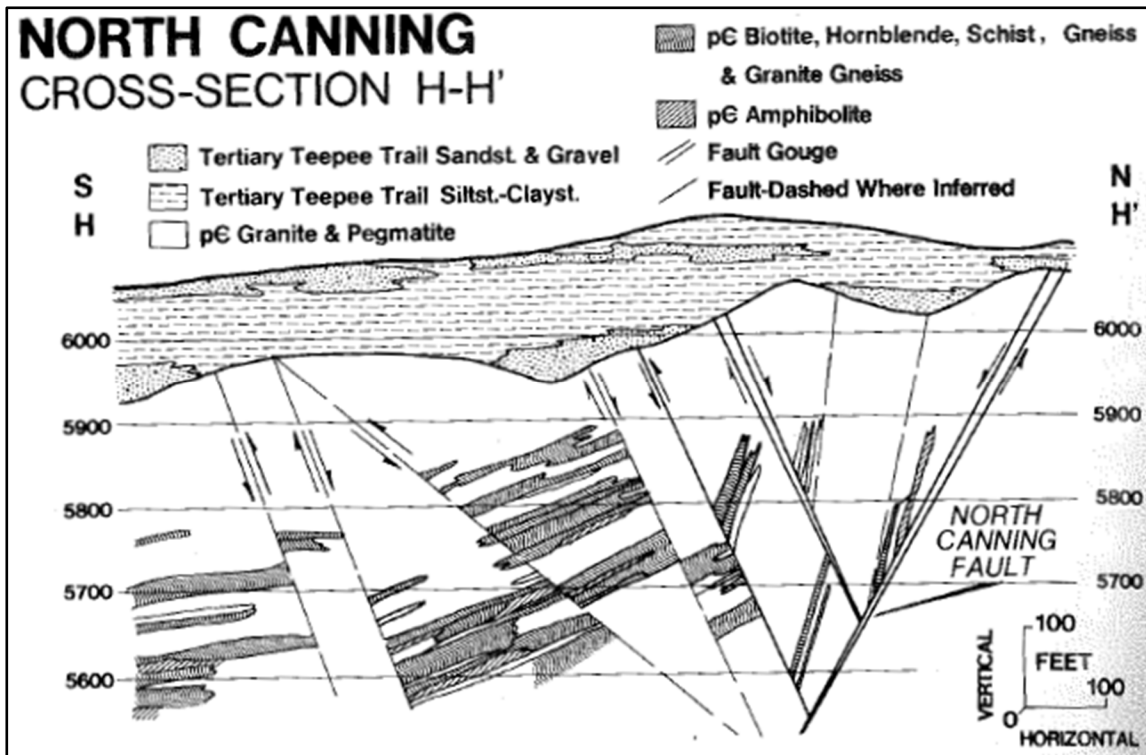 NORTH CANNING
CROSS-SECTION H-H'
pЄ Biotite, Hornblende, Schist, Gneiss
& Granite Gneiss
pЄ Amphibolite
Fault Gouge
Fault-Dashed Where Inferred
Tertiary Teepee Trail Sandst. & Gravel
Tertiary Teepee Trail Siltst.-Clayst.
pЄ Granite & Pegmatite
S
H
N
H'
6000
5900
5800
5700
5600
6000
5900
5800
5700
NORTH
CANNING
FAULT
VERTICAL
100
FEET
100
0
HORIZONTAL